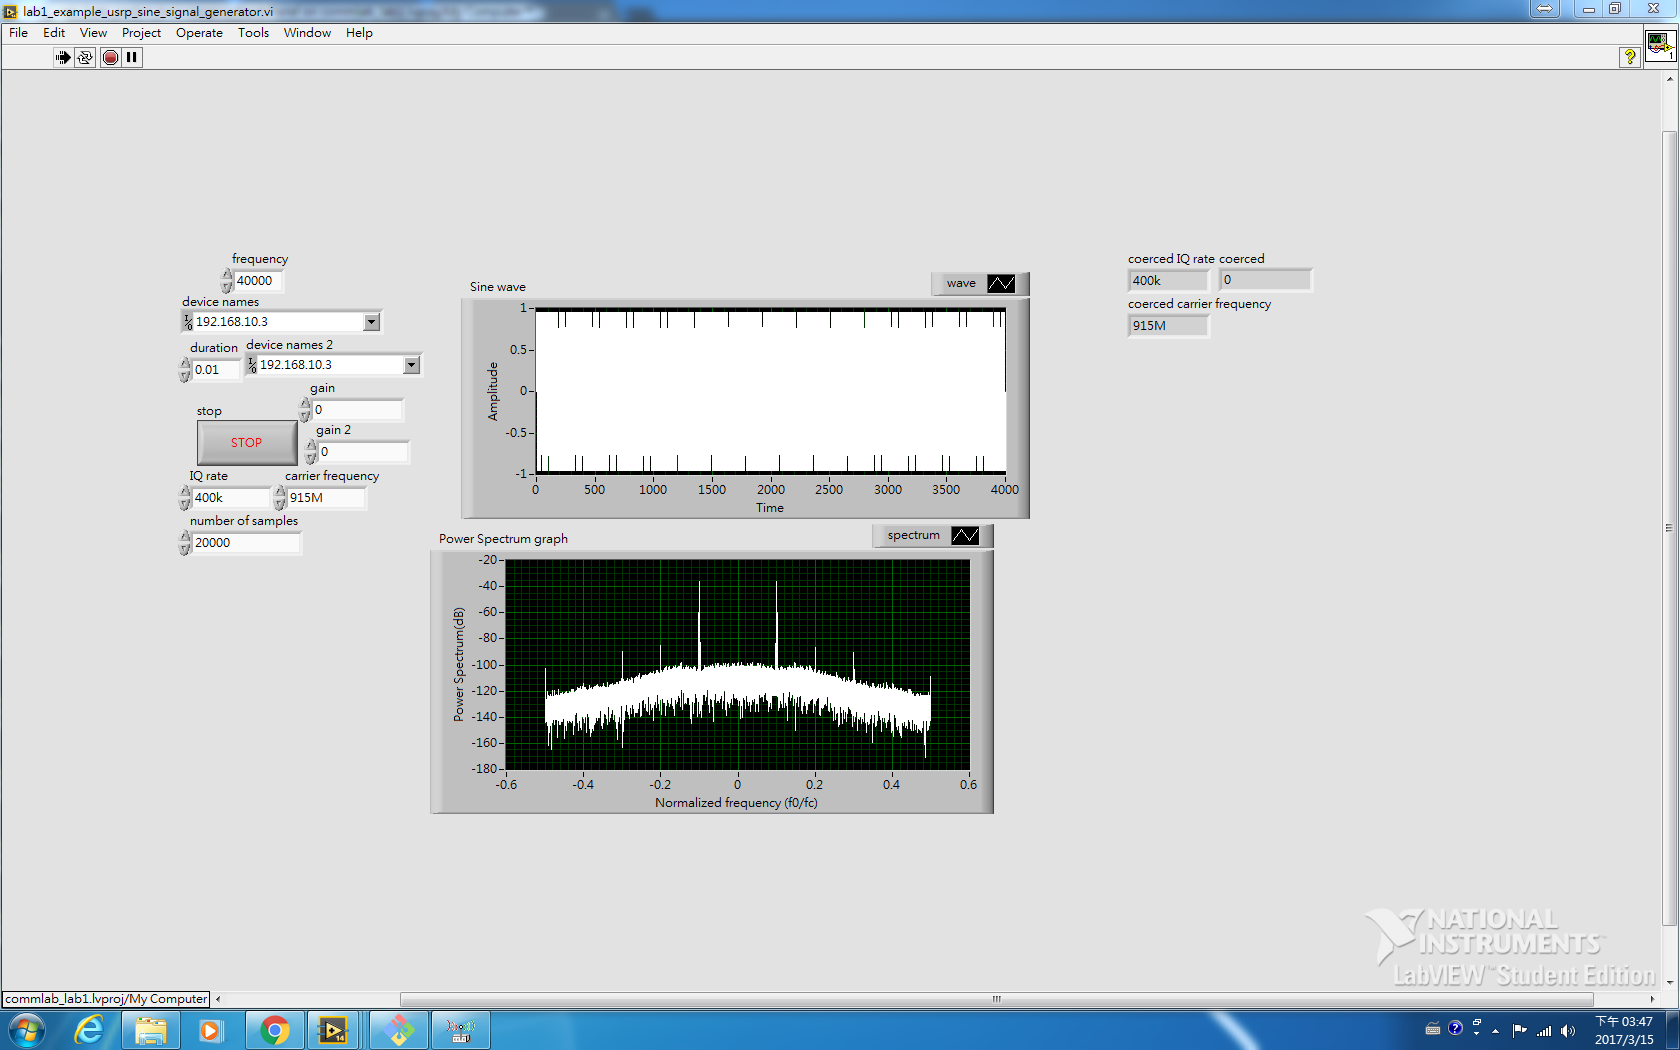 lab1_example_usrp_sine_signal_generator.vi
File Edit View Project Operate Tools Window Help
1
frequency
40000
device names
192.168.10.3
duration
0.01
device names 2
192.168.10.3
gain
0
stop
STOP
gain 2
0
IQ rate
400k
carrier frequency
915M
number of samples
20000
Sine wave
wave
Amplitude
1
0.5
0
-0.5
-1
0 500 1000 1500 2000 2500 3000 3500 4000
Time
Power Spectrum graph
spectrum
Power Spectrum(dB)
-20
-40
-60
-80
-100
-120
-140
-160
-180
-0.6 -0.4 -0.2 0 0.2 0.4 0.6
Normalized frequency (f0/fc)
coerced IQ rate coerced
400k 0
coerced carrier frequency
915M
NATIONAL
INSTRUMENTS™
LabVIEW™ Student Edition
commlab_lab1.lvproj/My Computer
14
下午 03:47
2017/3/15